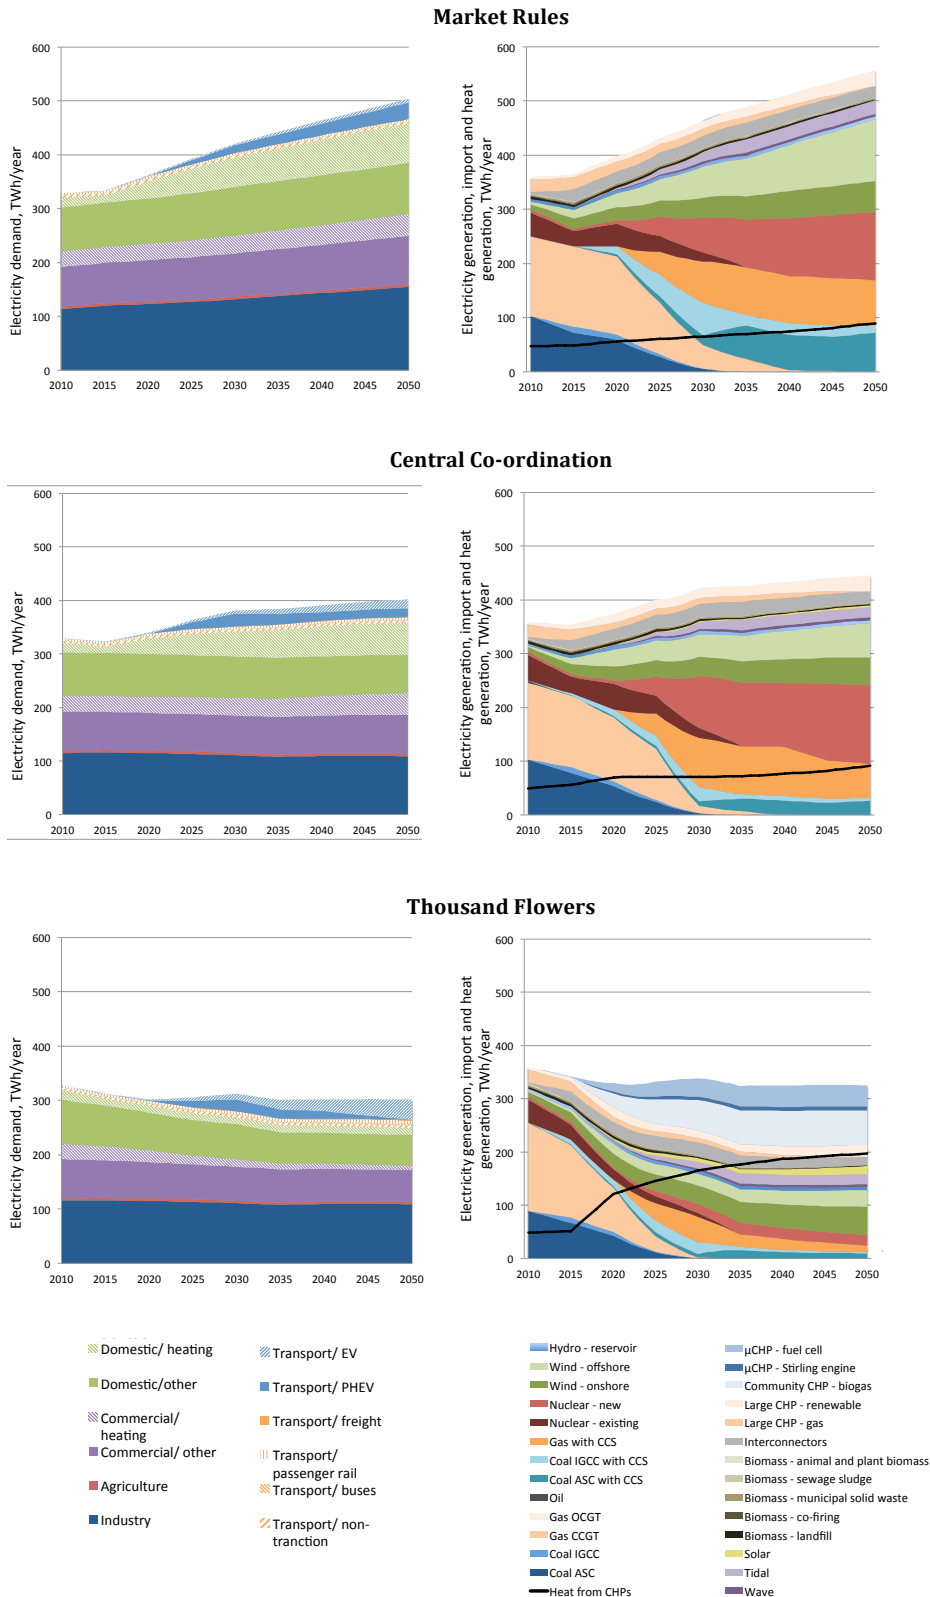 Market Rules
Electricity demand, TWh/year
600
500
400
300
200
100
0
2010 2015 2020 2025 2030 2035 2040 2045 2050
Electricity generation, import and heat
generation, TWh/year
600
500
400
300
200
100
0
2010 2015 2020 2025 2030 2035 2040 2045 2050
Central Co-ordination
Electricity demand, TWh/year
600
500
400
300
200
100
0
2010 2015 2020 2025 2030 2035 2040 2045 2050
Electricity generation, import and heat
generation, TWh/year
600
500
400
300
200
100
0
2010 2015 2020 2025 2030 2035 2040 2045 2050
Thousand Flowers
Electricity demand, TWh/year
600
500
400
300
200
100
0
2010 2015 2020 2025 2030 2035 2040 2045 2050
Electricity generation, import and heat
generation, TWh/year
600
500
400
300
200
100
0
2010 2015 2020 2025 2030 2035 2040 2045 2050
Domestic/ heating
Domestic/other
Commercial/
heating
Commercial/ other
Agriculture
Industry
Transport/ EV
Transport/ PHEV
Transport/ freight
Transport/
passenger rail
Transport/ buses
Transport/ non-
tranction
Hydro - reservoir
Wind - offshore
Wind - onshore
Nuclear - new
Nuclear - existing
Gas with CCS
Coal IGCC with CCS
Coal ASC with CCS
Oil
Gas OCGT
Gas CCGT
Coal IGCC
Coal ASC
Heat from CHPs
µCHP - fuel cell
µCHP - Stirling engine
Community CHP - biogas
Large CHP - renewable
Large CHP - gas
Interconnectors
Biomass - animal and plant biomass
Biomass - sewage sludge
Biomass - municipal solid waste
Biomass - co-firing
Biomass - landfill
Solar
Tidal
Wave